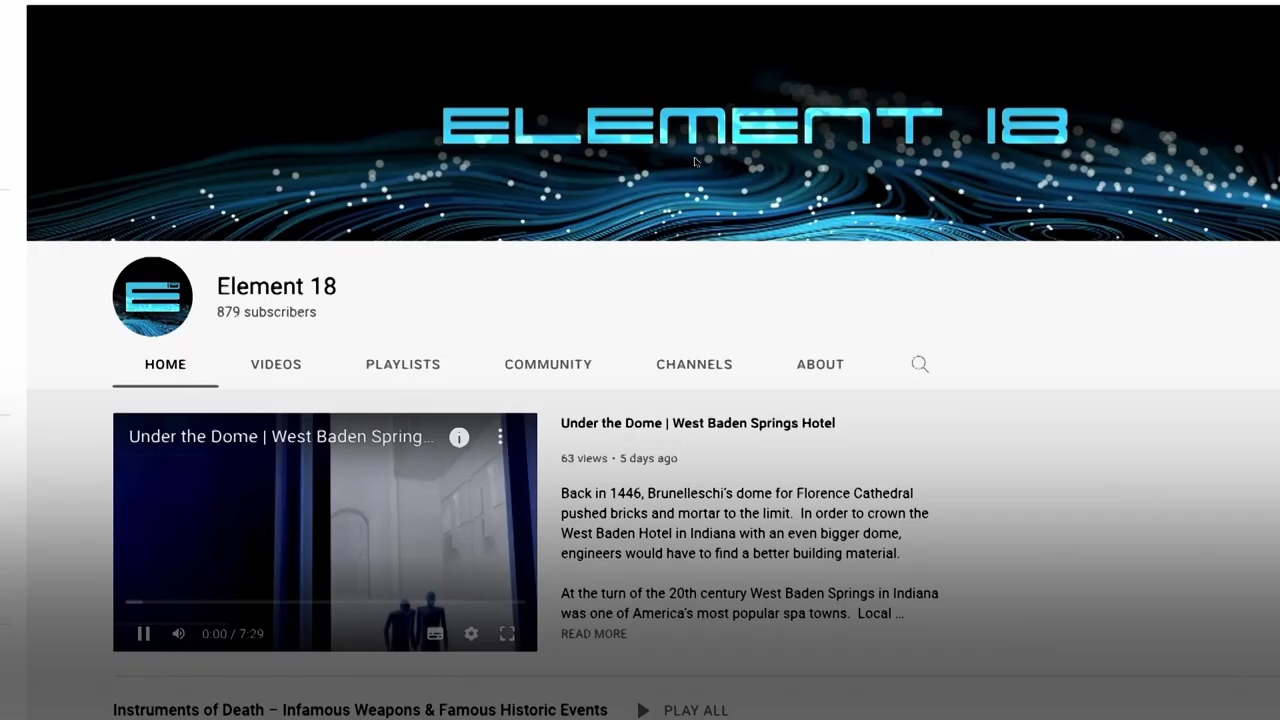 ELEMENT 18
Element 18
879 subscribers
HOME VIDEOS PLAYLISTS COMMUNITY CHANNELS ABOUT
Under the Dome | West Baden Spring...
0:00 / 7:29
Under the Dome | West Baden Springs Hotel
63 views • 5 days ago
Back in 1446, Brunelleschi's dome for Florence Cathedral
pushed bricks and mortar to the limit. In order to crown the
West Baden Hotel in Indiana with an even bigger dome,
engineers would have to find a better building material.
At the turn of the 20th century West Baden Springs in Indiana
was one of America's most popular spa towns. Local ...
READ MORE
Instruments of Death – Infamous Weapons & Famous Historic Events PLAY ALL